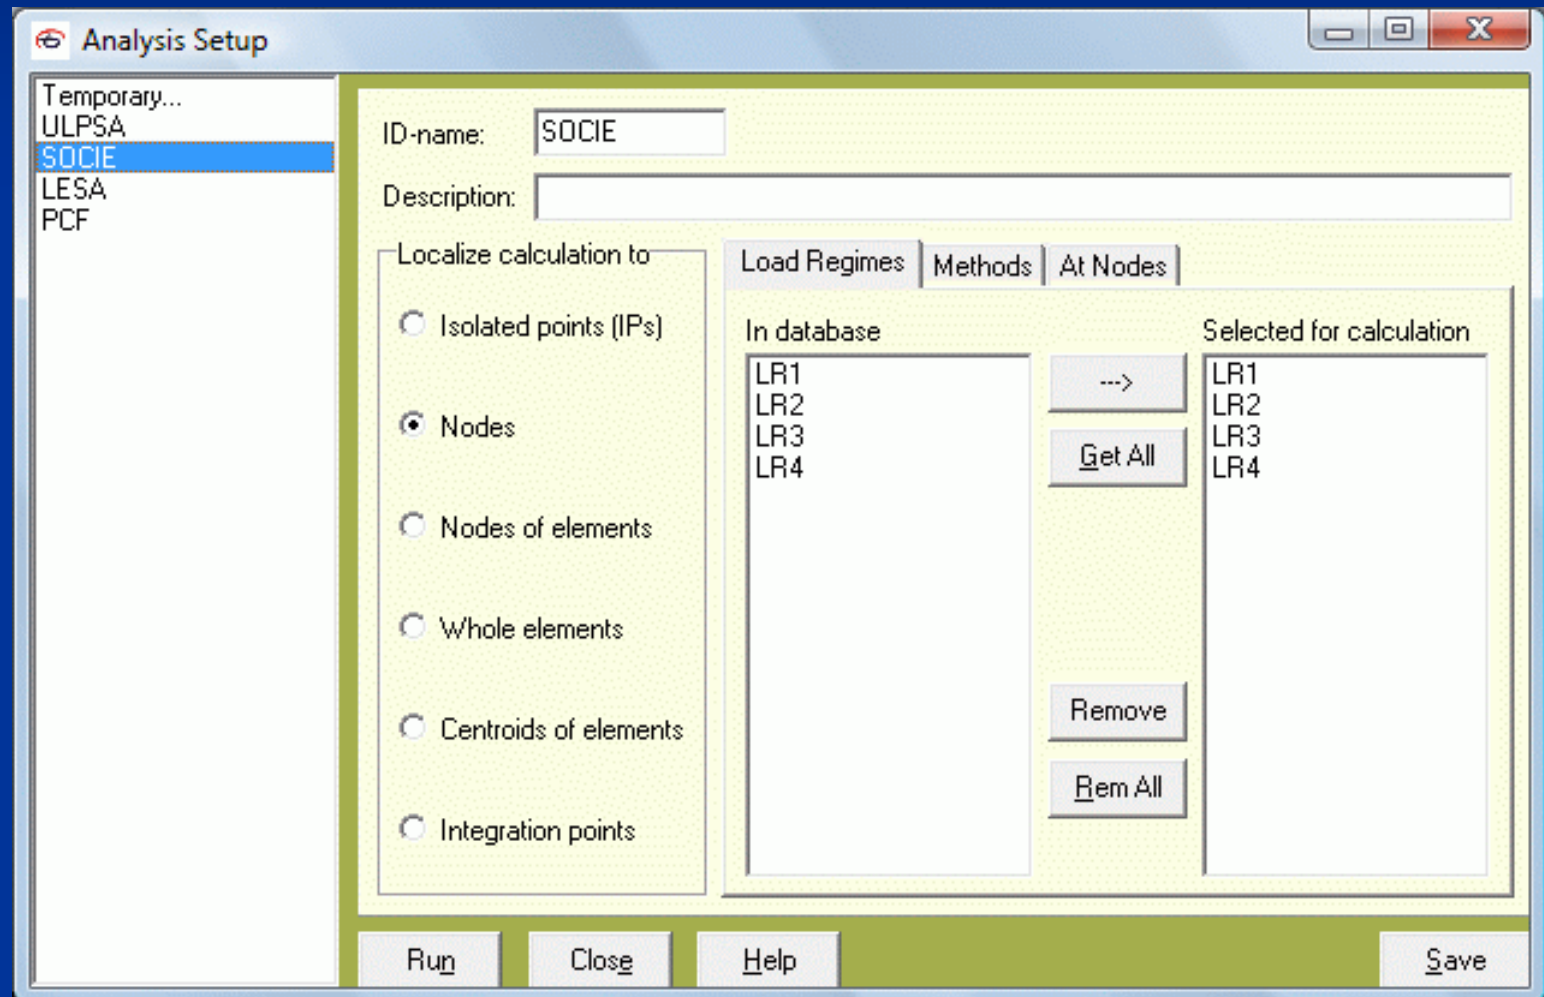 Analysis Setup
Temporary...
ULPSA
SOCIE
LESA
PCF
ID-name: SOCIE
Description:
Localize calculation to
Isolated points (IPs)
Nodes
Nodes of elements
Whole elements
Centroids of elements
Integration points
Load Regimes Methods At Nodes
In database
LR1
LR2
LR3
LR4
--->
Get All
Remove
Rem All
Selected for calculation
LR1
LR2
LR3
LR4
Run Close Help Save